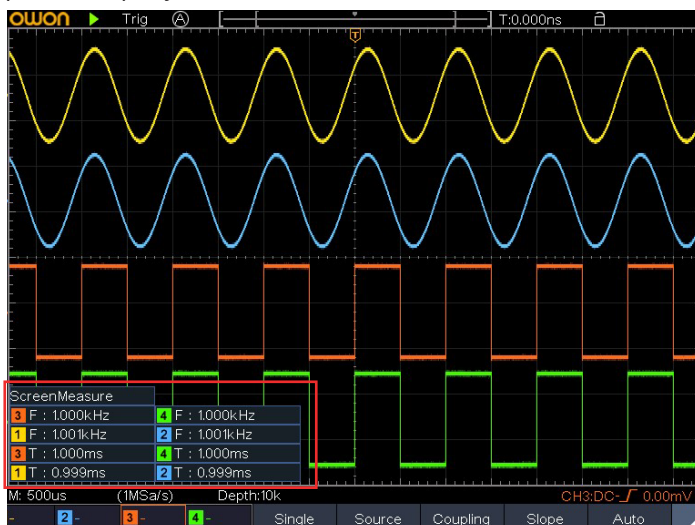 OWON Trig A T:0.000ns
T
ScreenMeasure
3 F : 1.000kHz 4 F : 1.000kHz
1 F : 1.001kHz 2 F : 1.001kHz
3 T : 1.000ms 4 T : 1.000ms
1 T : 0.999ms 2 T : 0.999ms
M: 500us (1MSa/s) Depth:10k CH3:DC- 0.00mV
- 2 - 3 - 4 - Single Source Coupling Slope Auto